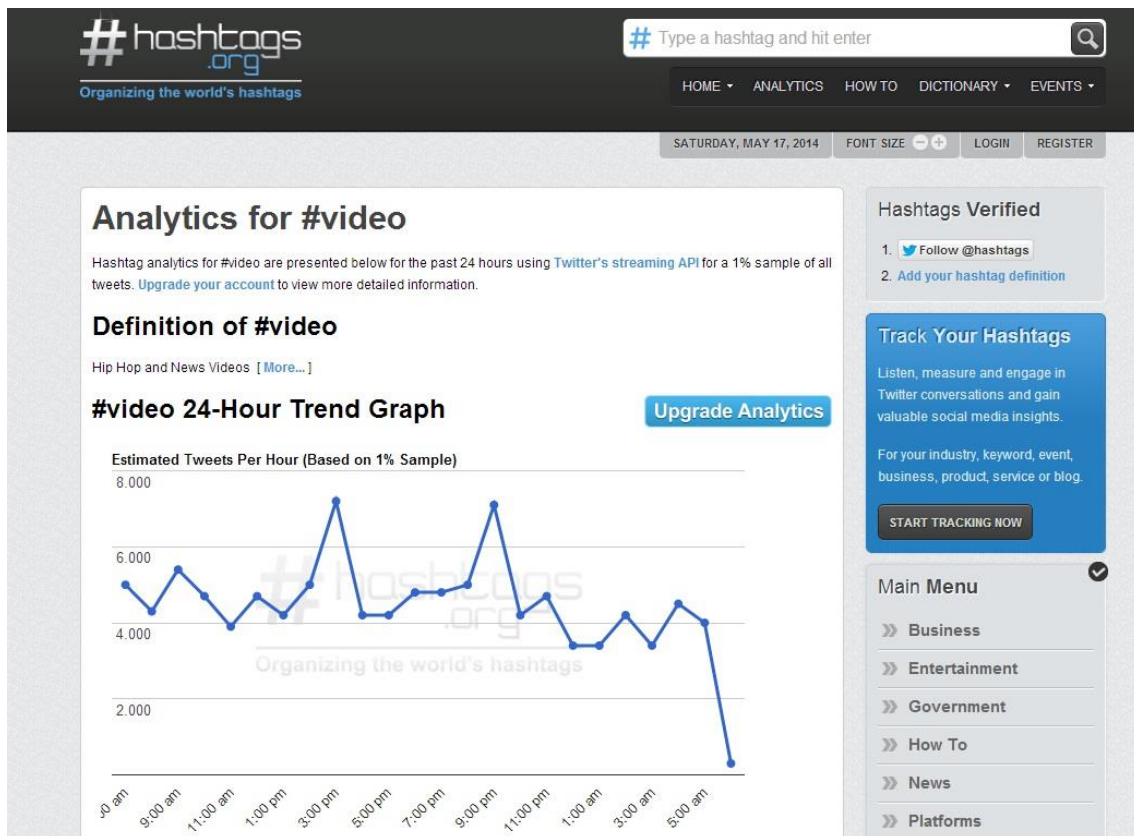 # hashtags
.org
Organizing the world's hashtags
# Type a hashtag and hit enter
HOME ANALYTICS HOW TO DICTIONARY EVENTS
SATURDAY, MAY 17, 2014 FONT SIZE LOGIN REGISTER
Analytics for #video
Hashtag analytics for #video are presented below for the past 24 hours using Twitter's streaming API for a 1% sample of all
tweets. Upgrade your account to view more detailed information.
Definition of #video
Hip Hop and News Videos [ More... ]
#video 24-Hour Trend Graph
Upgrade Analytics
Estimated Tweets Per Hour (Based on 1% Sample)
8.000
6.000
4.000
2.000
# hashtags
.org
Organizing the world's hashtags
:00 am 9:00 am 11:00 am 1:00 pm 3:00 pm 5:00 pm 7:00 pm 9:00 pm 11:00 pm 1:00 am 3:00 am 5:00 am
Hashtags Verified
1. Follow @hashtags
2. Add your hashtag definition
Track Your Hashtags
Listen, measure and engage in
Twitter conversations and gain
valuable social media insights.
For your industry, keyword, event,
business, product, service or blog.
START TRACKING NOW
Main Menu
Business
Entertainment
Government
How To
News
Platforms